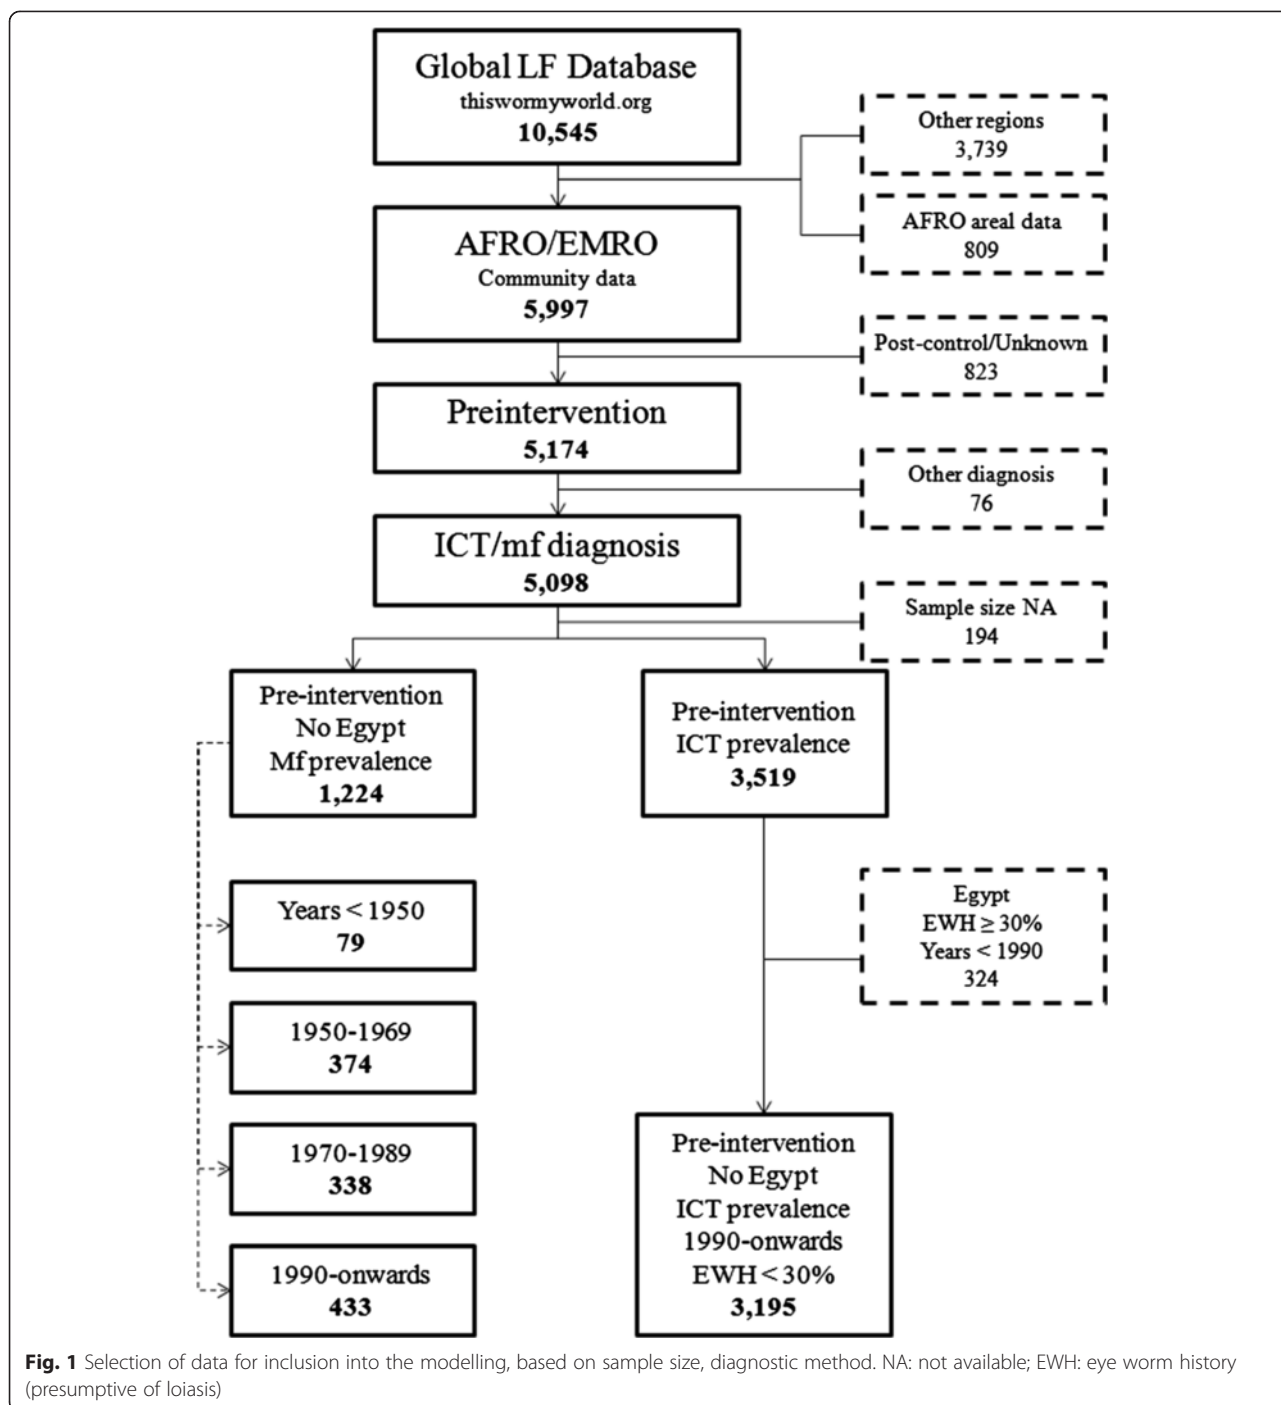 Global LF Database
thiswormyworld.org
10,545
Other regions
3,739
AFRO areal data
809
AFRO/EMRO
Community data
5,997
Post-control/Unknown
823
Preintervention
5,174
Other diagnosis
76
ICT/mf diagnosis
5,098
Sample size NA
194
Pre-intervention
No Egypt
Mf prevalence
1,224
Pre-intervention
ICT prevalence
3,519
Years < 1950
79
Egypt
EWH ≥ 30%
Years < 1990
324
1950-1969
374
1970-1989
338
1990-onwards
433
Pre-intervention
No Egypt
ICT prevalence
1990-onwards
EWH < 30%
3,195
Fig. 1 Selection of data for inclusion into the modelling, based on sample size, diagnostic method. NA: not available; EWH: eye worm history
(presumptive of loiasis)